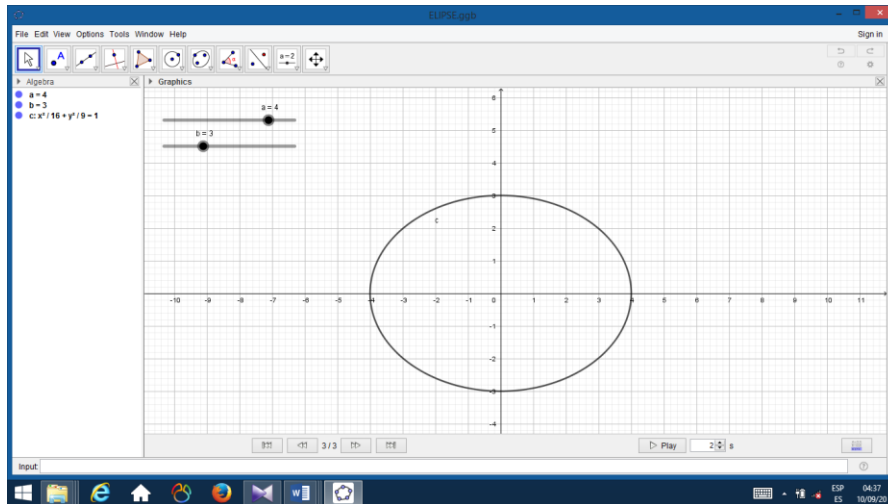 ELIPSE.ggb
File Edit View Options Tools Window Help
Sign in
A
a = 2
Algebra
Graphics
a = 4
b = 3
c: x² / 16 + y² / 9 = 1
a = 4
b = 3
c
6
5
4
3
2
1
-10 -9 -8 -7 -6 -5 -4 -3 -2 -1 0 1 2 3 4 5 6 7 8 9 10 11
-1
-2
-3
-4
3 / 3
Play
2
s
Input:
ESP
ES
04:37
10/09/20